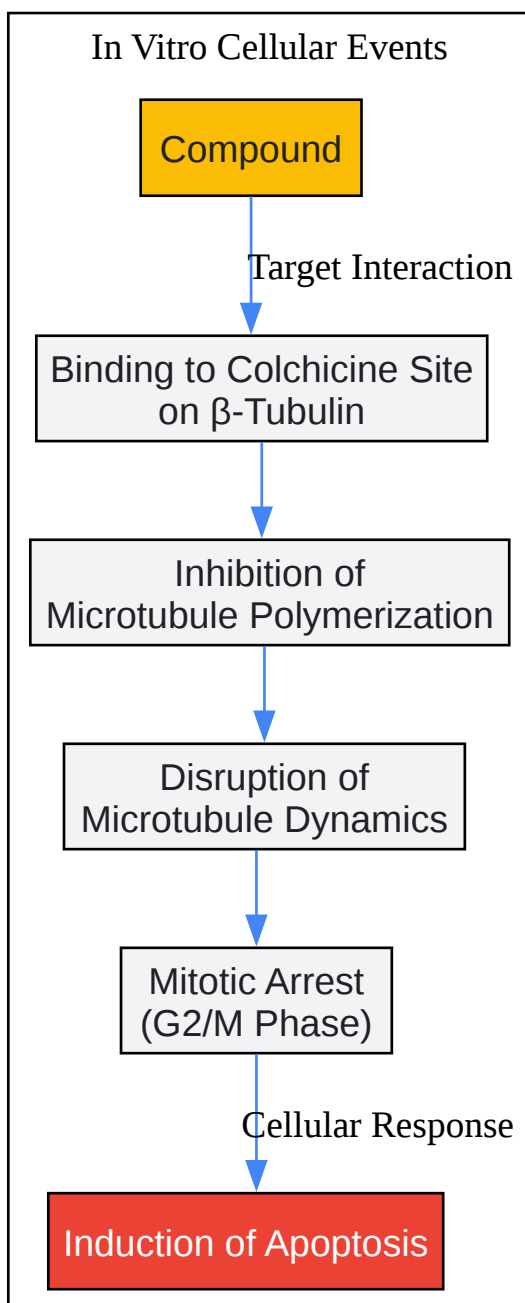 In Vitro Cellular Events
Compound
Target Interaction
Binding to Colchicine Site
on β-Tubulin
Inhibition of
Microtubule Polymerization
Disruption of
Microtubule Dynamics
Mitotic Arrest
(G2/M Phase)
Cellular Response
Induction of Apoptosis